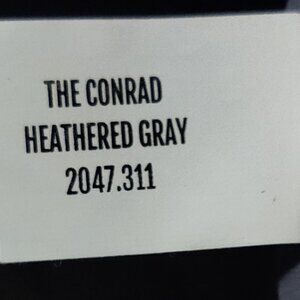 THE CONRAD
HEATHERED GRAY
2047.311